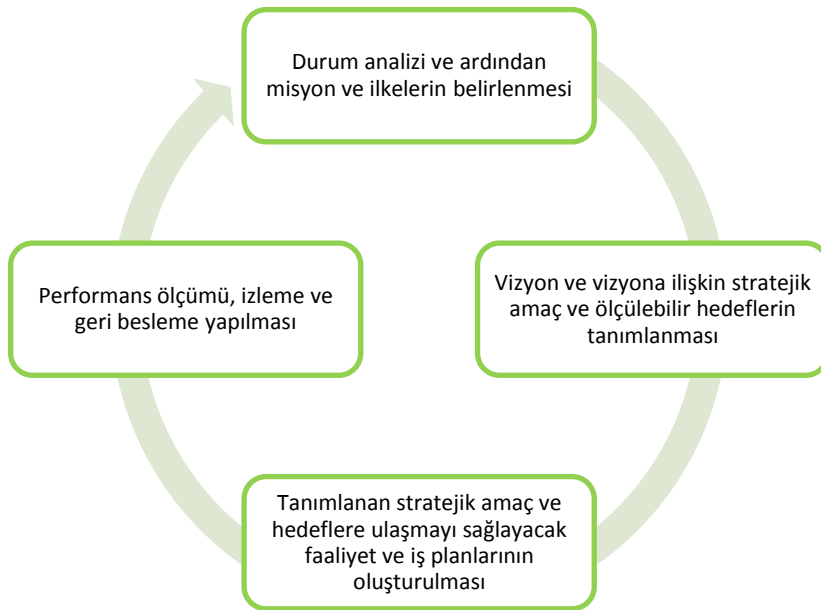 Durum analizi ve ardından
misyon ve ilkelerin belirlenmesi
Vizyon ve vizyona ilişkin stratejik
amaç ve ölçülebilir hedeflerin
tanımlanması
Tanımlanan stratejik amaç ve
hedeflere ulaşmayı sağlayacak
faaliyet ve iş planlarının
oluşturulması
Performans ölçümü, izleme ve
geri besleme yapılması